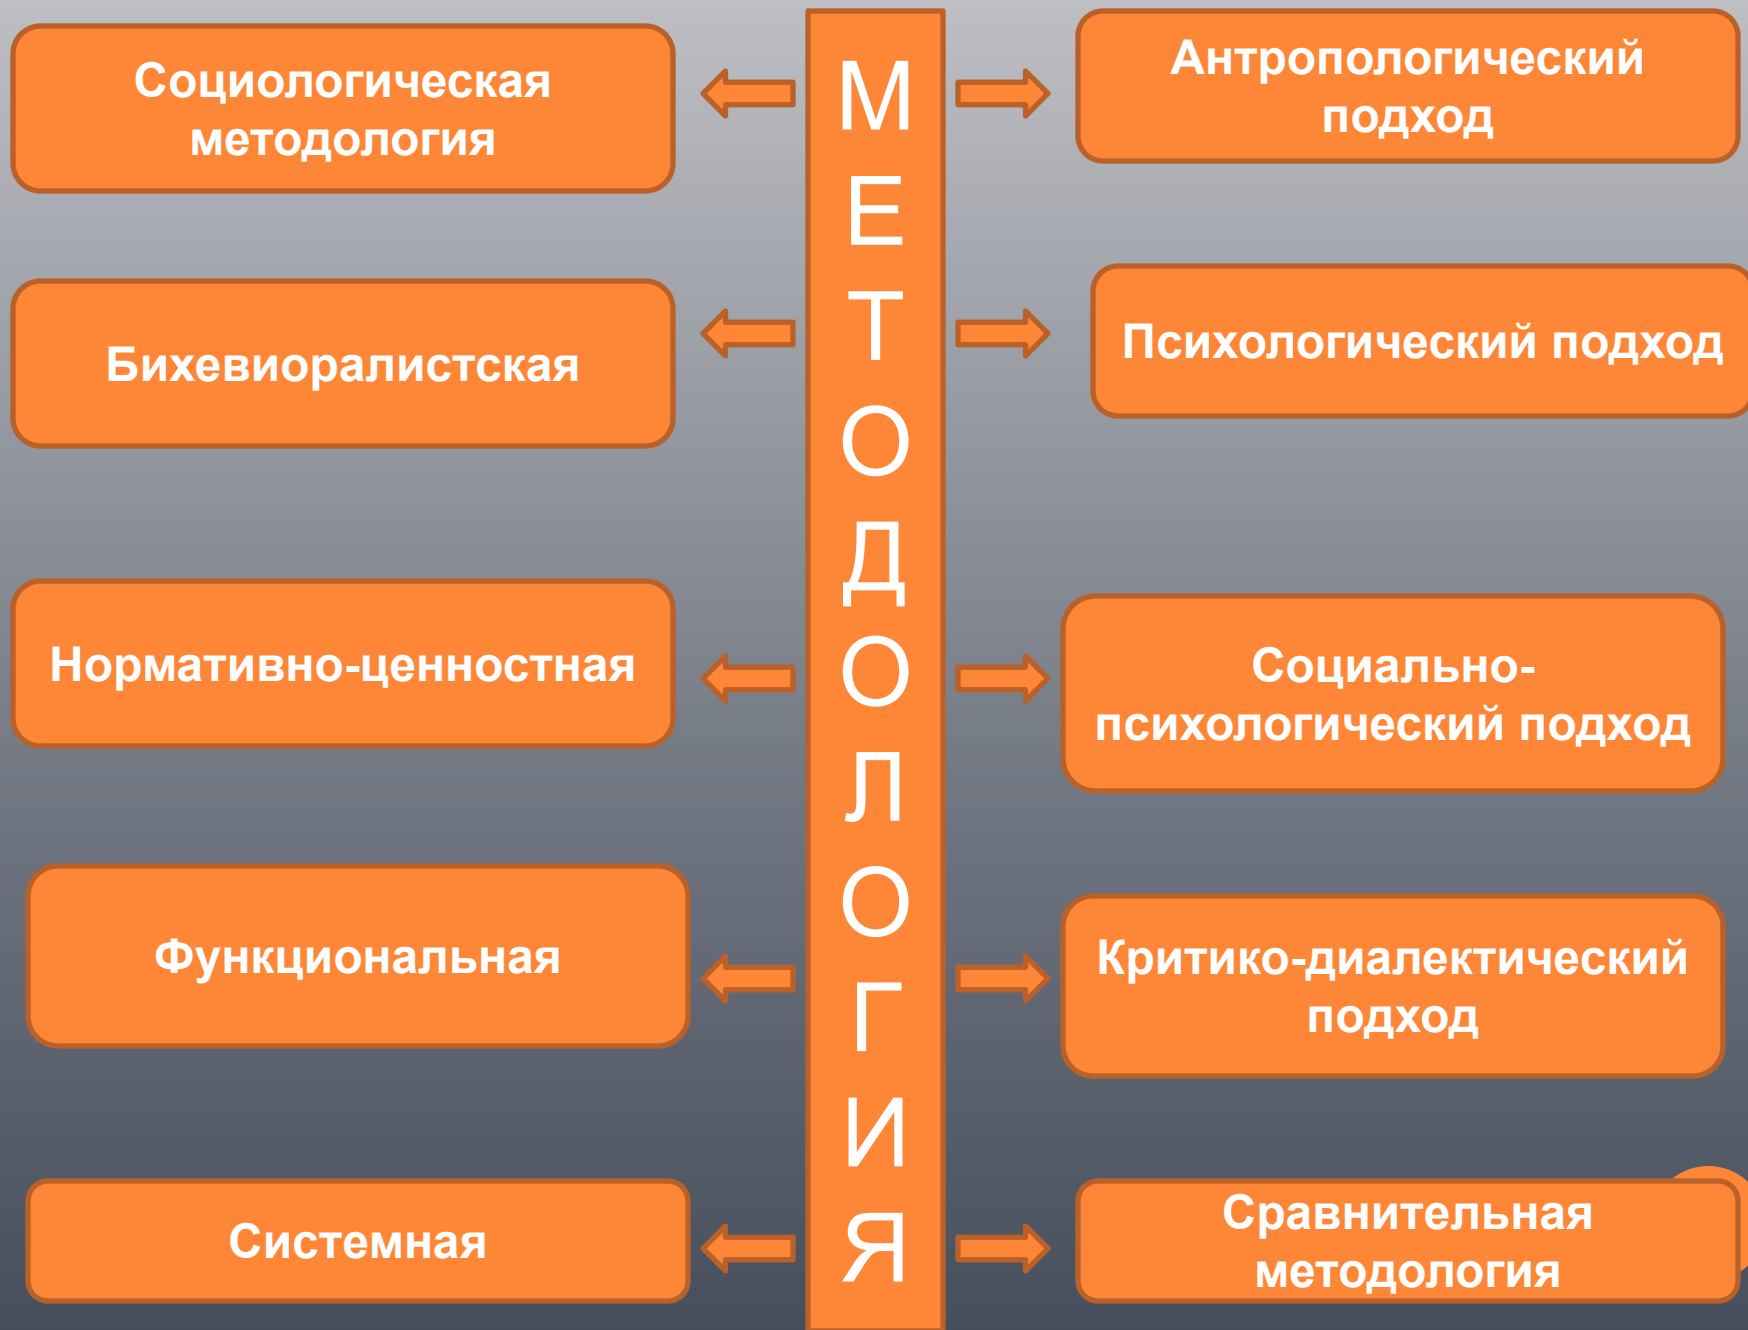 Социологическая
методология
Бихевиоралистская
Нормативно-ценностная
Функциональная
Системная
М
Е
Т
О
Д
О
Л
О
Г
И
Я
Антропологический
подход
Психологический подход
Социально-
психологический подход
Критико-диалектический
подход
Сравнительная
методология